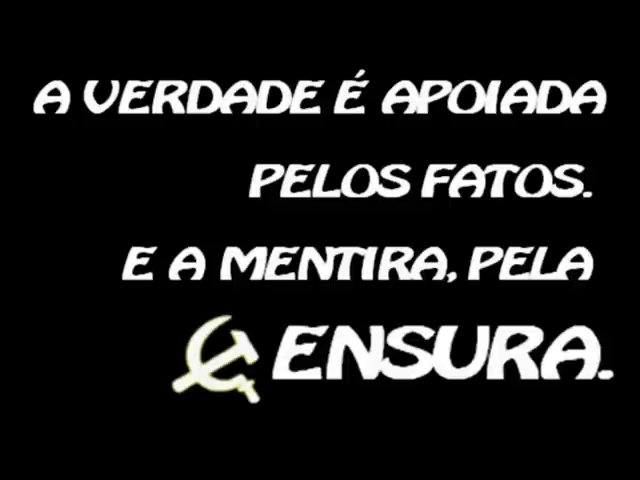 A VERDADE É APOIADA
PELOS FATOS.
E A MENTIRA, PELA
☭ENSURA.